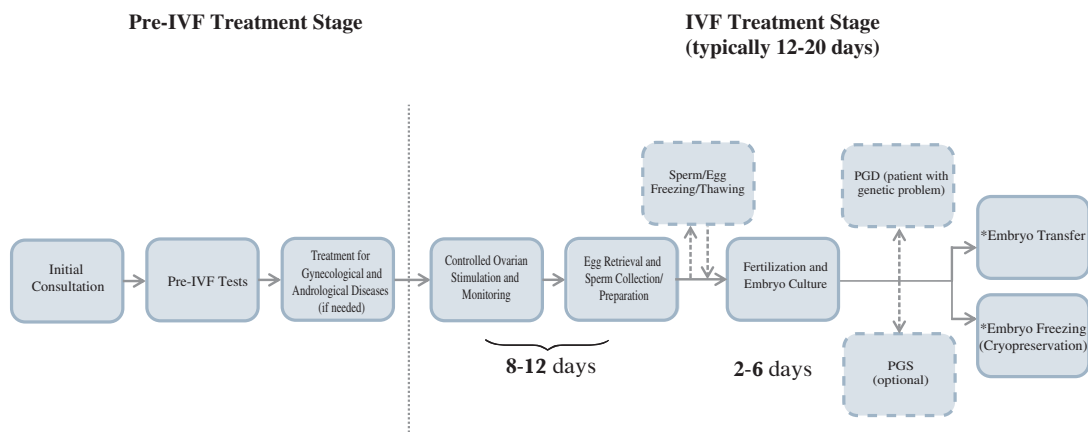 Pre-IVF Treatment Stage
IVF Treatment Stage
(typically 12-20 days)
Initial
Consultation
Pre-IVF Tests
Treatment for
Gynecological and
Andrological Diseases
(if needed)
Controlled Ovarian
Stimulation and
Monitoring
Egg Retrieval and
Sperm Collection/
Preparation
Sperm/Egg
Freezing/Thawing
Fertilization and
Embryo Culture
PGD (patient with
genetic problem)
PGS
(optional)
*Embryo Transfer
*Embryo Freezing
(Cryopreservation)
8-12 days
2-6 days